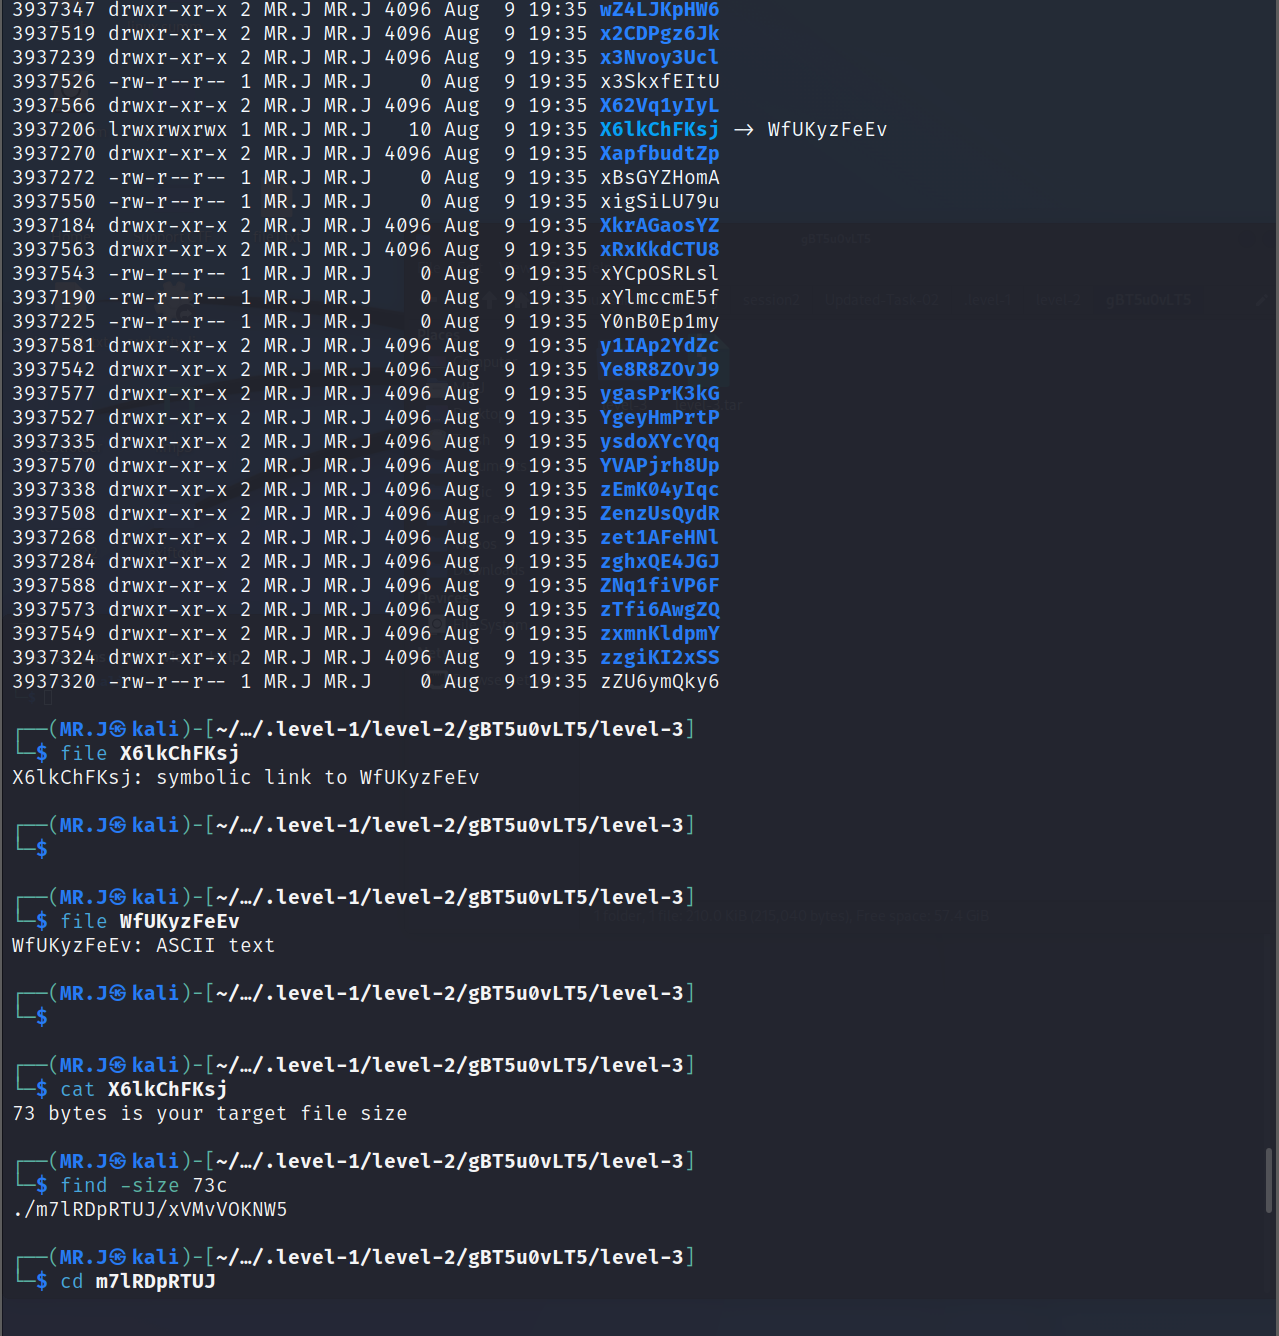 3937347 drwxr-xr-x 2 MR.J MR.J 4096 Aug  9 19:35 wZ4LJKpHW6
3937519 drwxr-xr-x 2 MR.J MR.J 4096 Aug  9 19:35 x2CDPgz6Jk
3937239 drwxr-xr-x 2 MR.J MR.J 4096 Aug  9 19:35 x3Nvoy3Ucl
3937526 -rw-r--r-- 1 MR.J MR.J    0 Aug  9 19:35 x3SkxfEItU
3937566 drwxr-xr-x 2 MR.J MR.J 4096 Aug  9 19:35 X62Vq1yIyL
3937206 lrwxrwxrwx 1 MR.J MR.J   10 Aug  9 19:35 X6lkChFKsj -> WfUKyzFeEv
3937270 drwxr-xr-x 2 MR.J MR.J 4096 Aug  9 19:35 XapfbudtZp
3937272 -rw-r--r-- 1 MR.J MR.J    0 Aug  9 19:35 xBsGYZHomA
3937550 -rw-r--r-- 1 MR.J MR.J    0 Aug  9 19:35 xigSiLU79u
3937184 drwxr-xr-x 2 MR.J MR.J 4096 Aug  9 19:35 XkrAGaosYZ
3937563 drwxr-xr-x 2 MR.J MR.J 4096 Aug  9 19:35 xRxKkdCTU8
3937543 -rw-r--r-- 1 MR.J MR.J    0 Aug  9 19:35 xYCpOSRLsl
3937190 -rw-r--r-- 1 MR.J MR.J    0 Aug  9 19:35 xYlmccmE5f
3937225 -rw-r--r-- 1 MR.J MR.J    0 Aug  9 19:35 Y0nB0Ep1my
3937581 drwxr-xr-x 2 MR.J MR.J 4096 Aug  9 19:35 y1IAp2YdZc
3937542 drwxr-xr-x 2 MR.J MR.J 4096 Aug  9 19:35 Ye8R8ZOvJ9
3937577 drwxr-xr-x 2 MR.J MR.J 4096 Aug  9 19:35 ygasPrK3kG
3937527 drwxr-xr-x 2 MR.J MR.J 4096 Aug  9 19:35 YgeyHmPrtP
3937335 drwxr-xr-x 2 MR.J MR.J 4096 Aug  9 19:35 ysdoXYcYQq
3937570 drwxr-xr-x 2 MR.J MR.J 4096 Aug  9 19:35 YVAPjrh8Up
3937338 drwxr-xr-x 2 MR.J MR.J 4096 Aug  9 19:35 zEmK04yIqc
3937508 drwxr-xr-x 2 MR.J MR.J 4096 Aug  9 19:35 ZenzUsQydR
3937268 drwxr-xr-x 2 MR.J MR.J 4096 Aug  9 19:35 zet1AFeHNl
3937284 drwxr-xr-x 2 MR.J MR.J 4096 Aug  9 19:35 zghxQE4JGJ
3937588 drwxr-xr-x 2 MR.J MR.J 4096 Aug  9 19:35 ZNq1fiVP6F
3937573 drwxr-xr-x 2 MR.J MR.J 4096 Aug  9 19:35 zTfi6AwgZQ
3937549 drwxr-xr-x 2 MR.J MR.J 4096 Aug  9 19:35 zxmnKldpmY
3937324 drwxr-xr-x 2 MR.J MR.J 4096 Aug  9 19:35 zzgiKI2xSS
3937320 -rw-r--r-- 1 MR.J MR.J    0 Aug  9 19:35 zZU6ymQky6
┌──(MR.J㉿kali)-[~/…/.level-1/level-2/gBT5u0vLT5/level-3]
└─$ file X6lkChFKsj
X6lkChFKsj: symbolic link to WfUKyzFeEv
┌──(MR.J㉿kali)-[~/…/.level-1/level-2/gBT5u0vLT5/level-3]
└─$
┌──(MR.J㉿kali)-[~/…/.level-1/level-2/gBT5u0vLT5/level-3]
└─$ file WfUKyzFeEv
WfUKyzFeEv: ASCII text
┌──(MR.J㉿kali)-[~/…/.level-1/level-2/gBT5u0vLT5/level-3]
└─$
┌──(MR.J㉿kali)-[~/…/.level-1/level-2/gBT5u0vLT5/level-3]
└─$ cat X6lkChFKsj
73 bytes is your target file size
┌──(MR.J㉿kali)-[~/…/.level-1/level-2/gBT5u0vLT5/level-3]
└─$ find -size 73c
./m7lRDpRTUJ/xVMvVOKNW5
┌──(MR.J㉿kali)-[~/…/.level-1/level-2/gBT5u0vLT5/level-3]
└─$ cd m7lRDpRTUJ